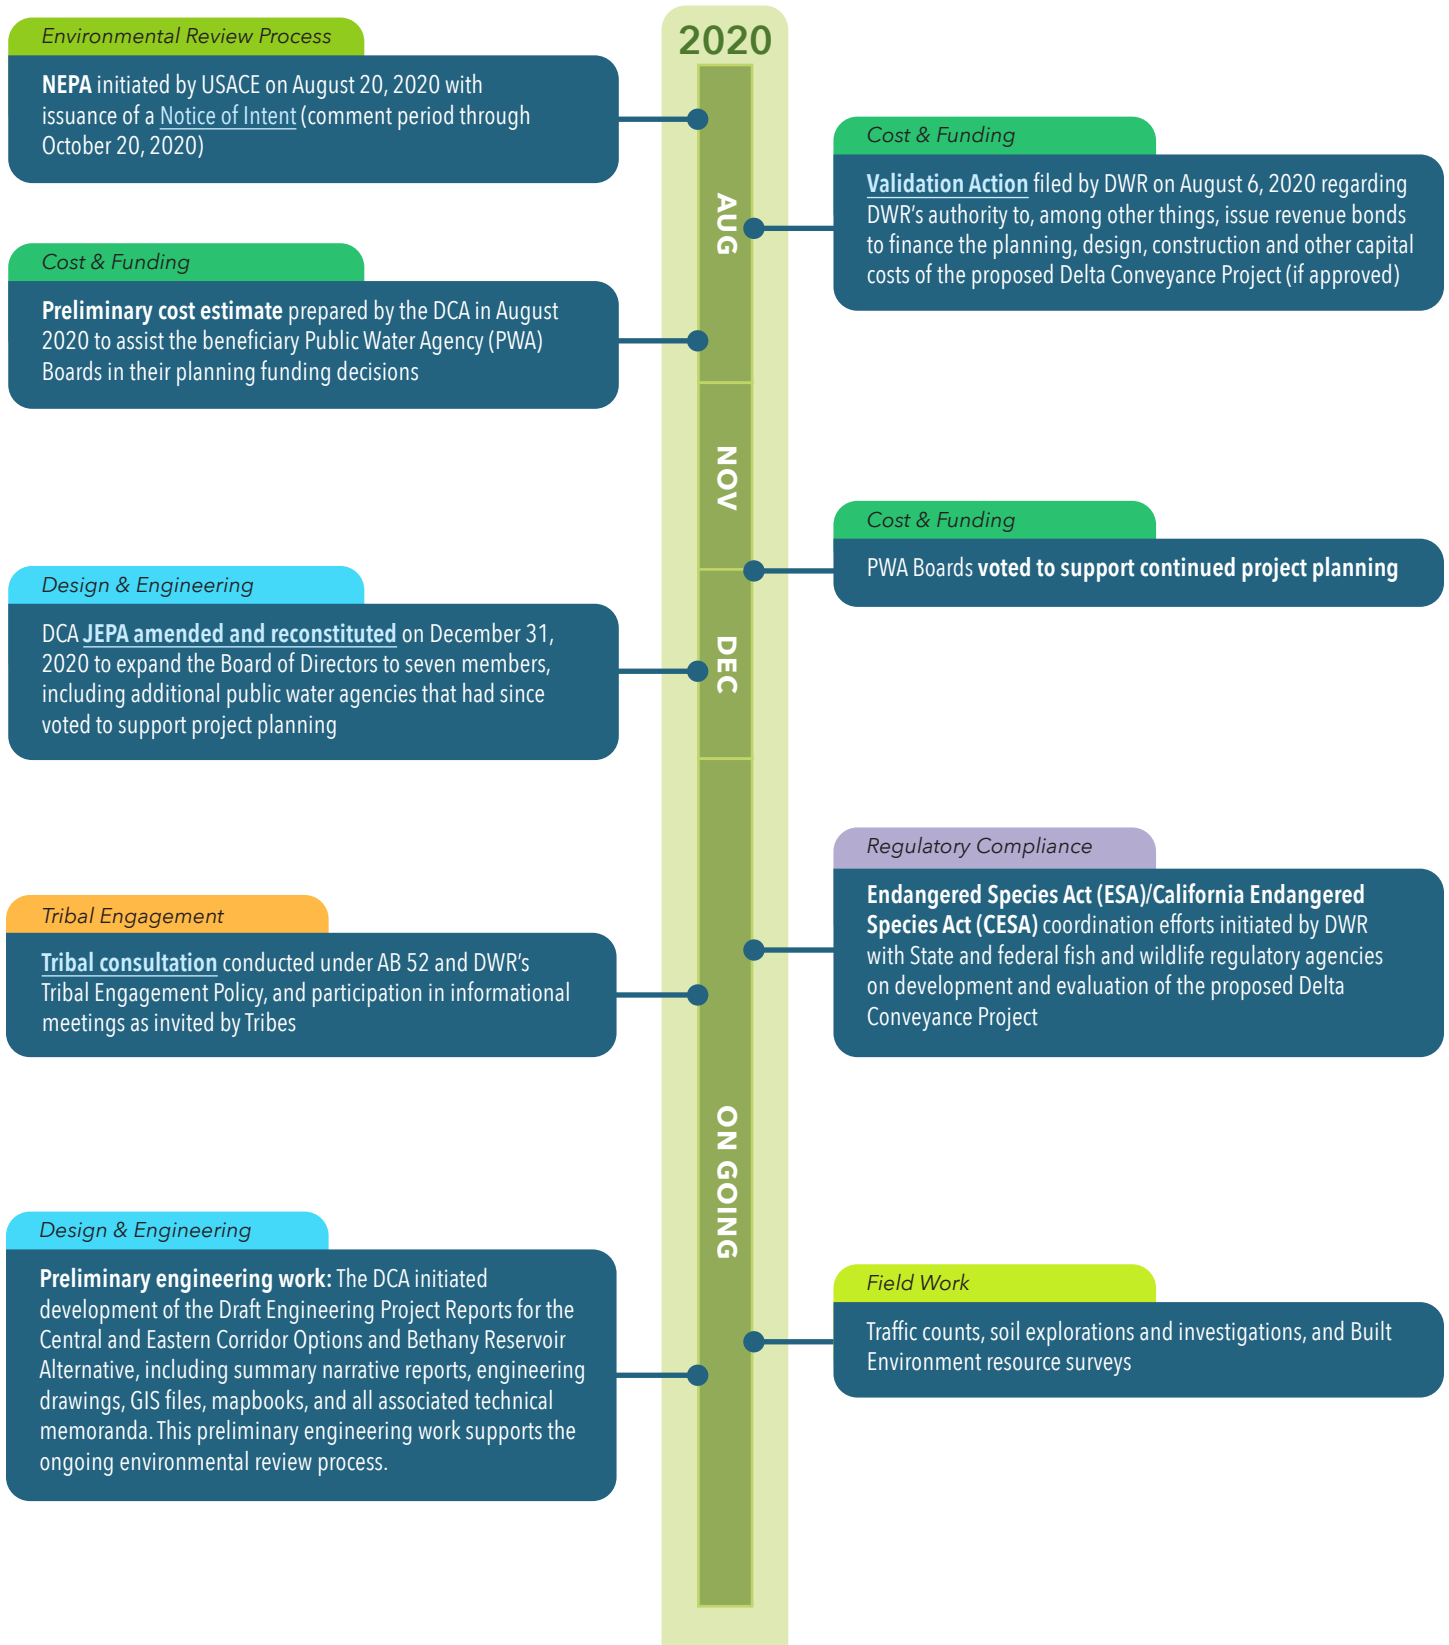 2020
Environmental Review Process
NEPA initiated by USACE on August 20, 2020 with
issuance of a Notice of Intent (comment period through
October 20, 2020)
Cost & Funding
Validation Action filed by DWR on August 6, 2020 regarding
DWR's authority to, among other things, issue revenue bonds
to finance the planning, design, construction and other capital
costs of the proposed Delta Conveyance Project (if approved)
AUG
Cost & Funding
Preliminary cost estimate prepared by the DCA in August
2020 to assist the beneficiary Public Water Agency (PWA)
Boards in their planning funding decisions
NOV
Cost & Funding
PWA Boards voted to support continued project planning
Design & Engineering
DCA JEPA amended and reconstituted on December 31,
2020 to expand the Board of Directors to seven members,
including additional public water agencies that had since
voted to support project planning
DEC
Regulatory Compliance
Endangered Species Act (ESA)/California Endangered
Species Act (CESA) coordination efforts initiated by DWR
with State and federal fish and wildlife regulatory agencies
on development and evaluation of the proposed Delta
Conveyance Project
Tribal Engagement
Tribal consultation conducted under AB 52 and DWR's
Tribal Engagement Policy, and participation in informational
meetings as invited by Tribes
ON GOING
Design & Engineering
Preliminary engineering work: The DCA initiated
development of the Draft Engineering Project Reports for the
Central and Eastern Corridor Options and Bethany Reservoir
Alternative, including summary narrative reports, engineering
drawings, GIS files, mapbooks, and all associated technical
memoranda. This preliminary engineering work supports the
ongoing environmental review process.
Field Work
Traffic counts, soil explorations and investigations, and Built
Environment resource surveys